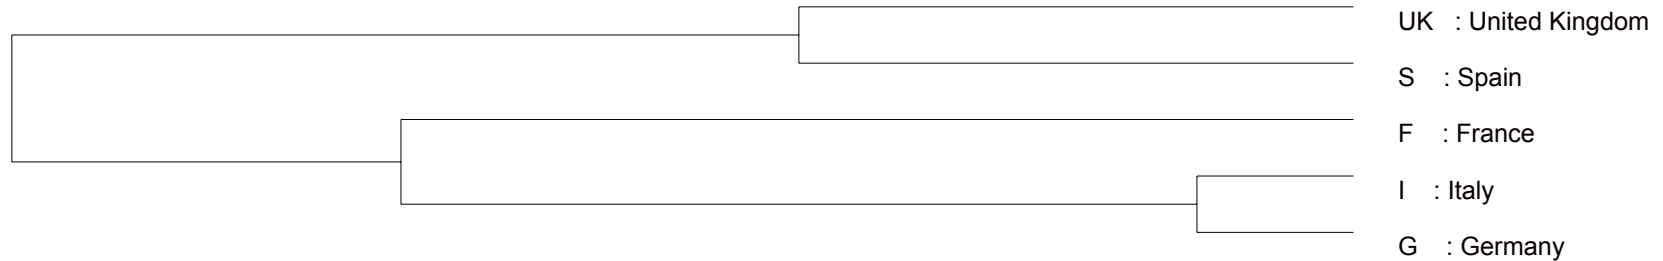 UK : United Kingdom
S : Spain
F : France
I : Italy
G : Germany